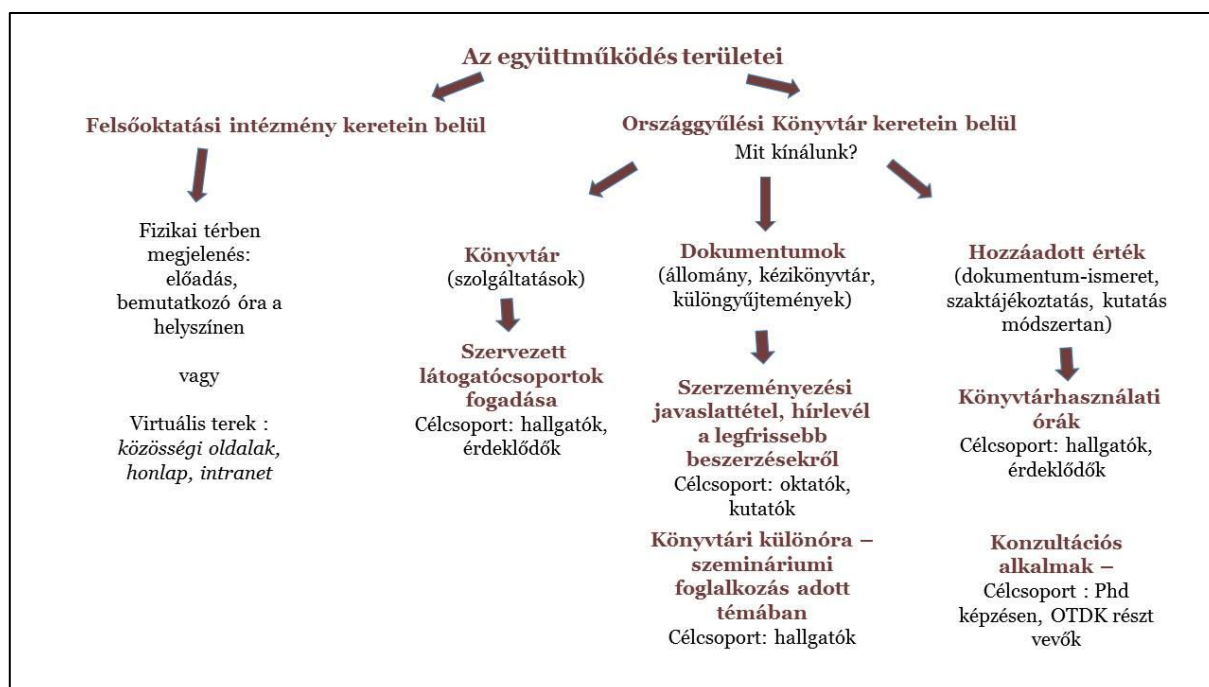 Az együttműködés területei
Felsőoktatási intézmény keretein belül
Fizikai térben
megjelenés:
előadás,
bemutatkozó óra a
helyszínen
vagy
Virtuális terek :
közösségi oldalak,
honlap, intranet
Országgyűlési Könyvtár keretein belül
Mit kínálunk?
Könyvtár
(szolgáltatások)
Szervezett
látogatócsoportok
fogadása
Célcsoport: hallgatók,
érdeklődők
Dokumentumok
(állomány, kézikönyvtár,
különgyűjtemények)
Szerzeményezési
javaslattétel, hírlevél
a legfrissebb
beszerzésekről
Célcsoport: oktatók,
kutatók
Könyvtári különóra –
szemináriumi
foglalkozás adott
témában
Célcsoport: hallgatók
Hozzáadott érték
(dokumentum-ismeret,
szaktájékoztatás, kutatás
módszertan)
Könyvtárhasználati
órák
Célcsoport: hallgatók,
érdeklődők
Konzultációs
alkalmak –
Célcsoport : Phd
képzésen, OTDK részt
vevők